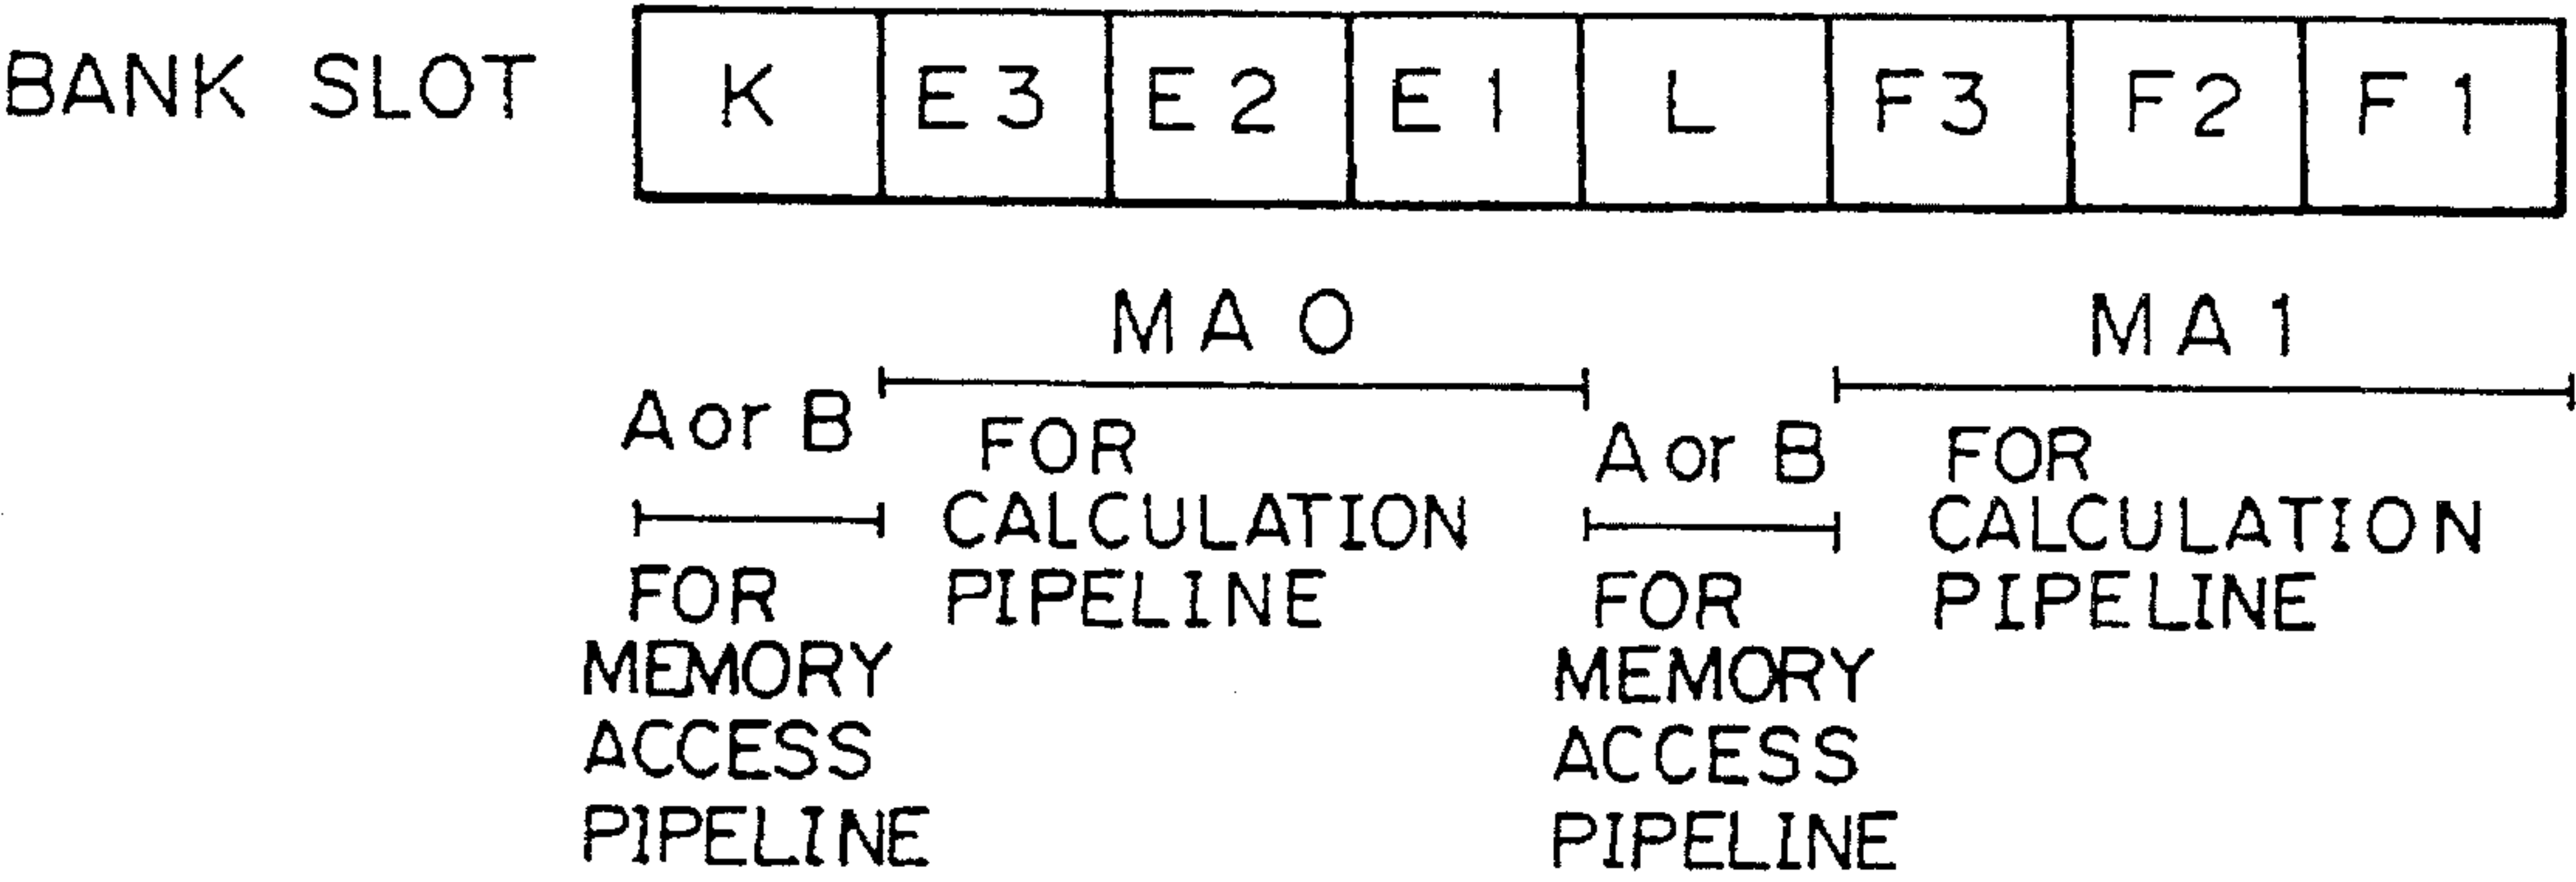 BANK SLOT K E3 E2 E1 L F3 F2 F1
MA0 MA1
A or B
FOR
MEMORY
ACCESS
PIPELINE
FOR
CALCULATION
PIPELINE
A or B
FOR
MEMORY
ACCESS
PIPELINE
FOR
CALCULATION
PIPELINE